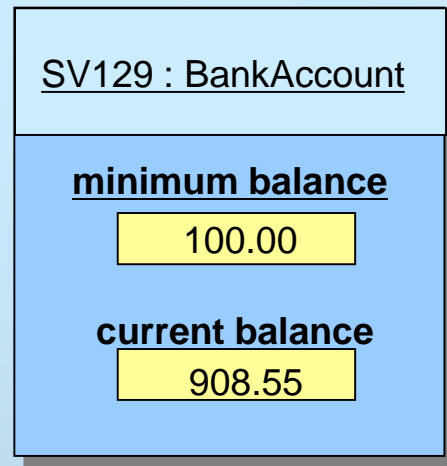 SV129 : BankAccount
minimum balance
100.00
current balance
908.55